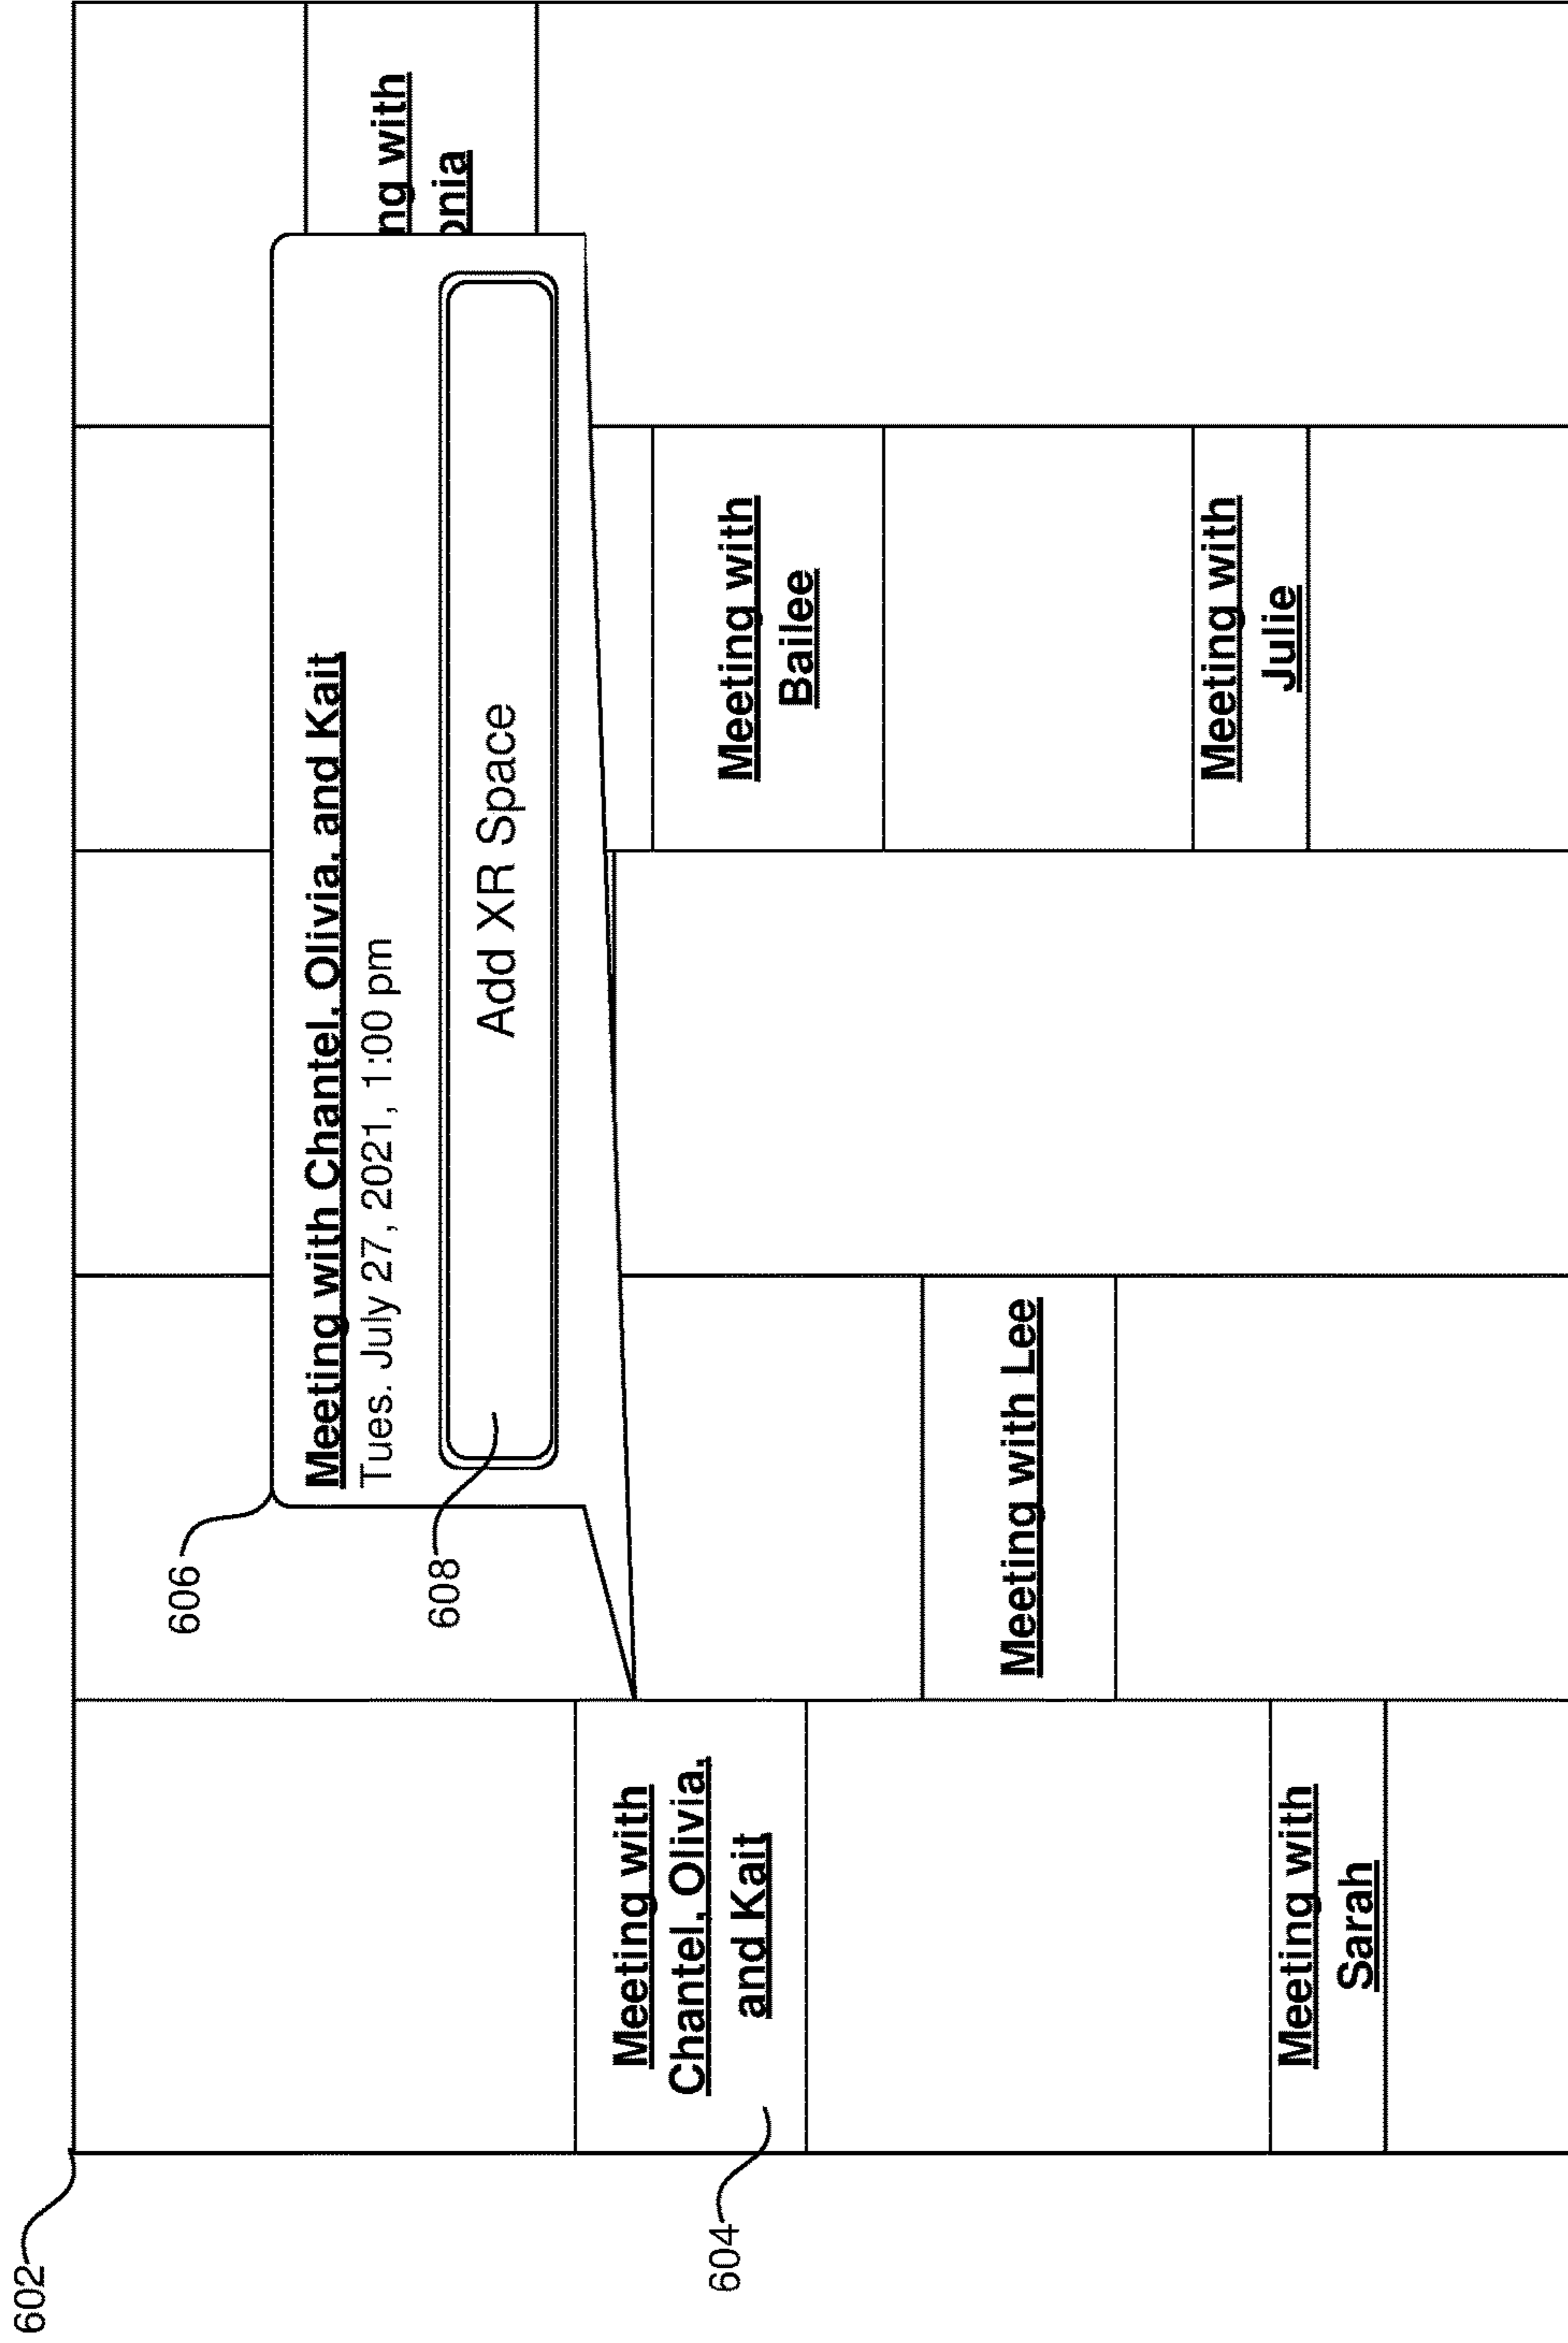 602
606
Meeting with Chantel, Olivia, and Kait
Tues. July 27, 2021, 1:00 pm
608
Add XR Space
ng with
onia
604
Meeting with
Chantel, Olivia,
and Kait
Meeting with
Sarah
Meeting with Lee
Meeting with
Bailee
Meeting with
Julie